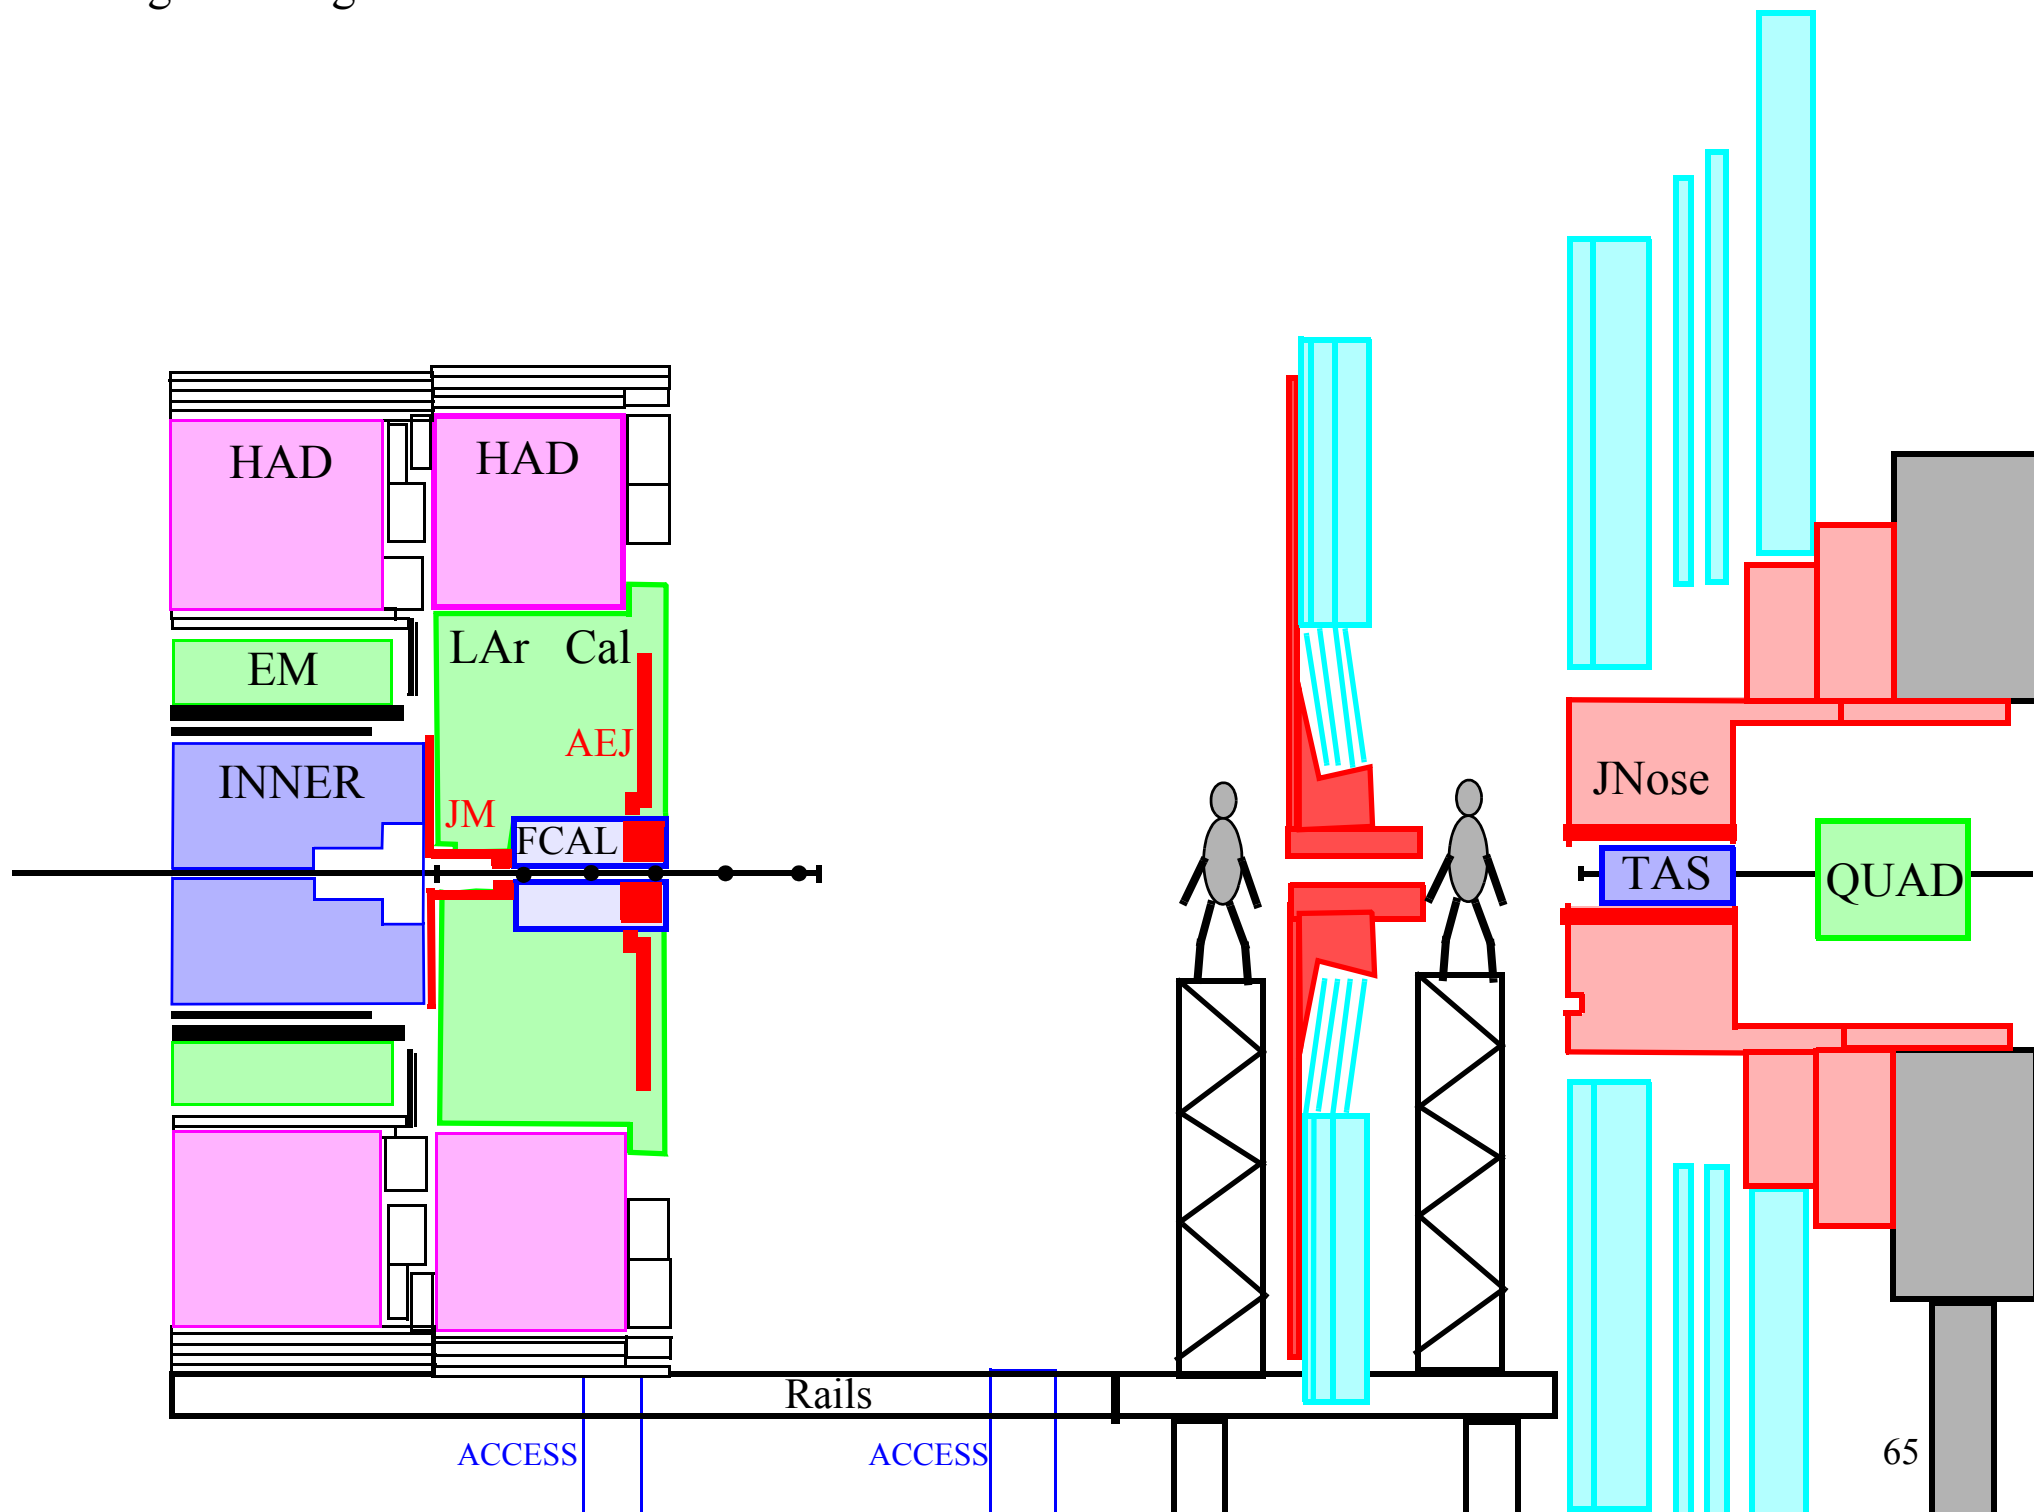 HAD HAD
LAr Cal
EM
AEJ
INNER
JNose
JM
FCAL
TAS QUAD
Rails
ACCESS ACCESS
65